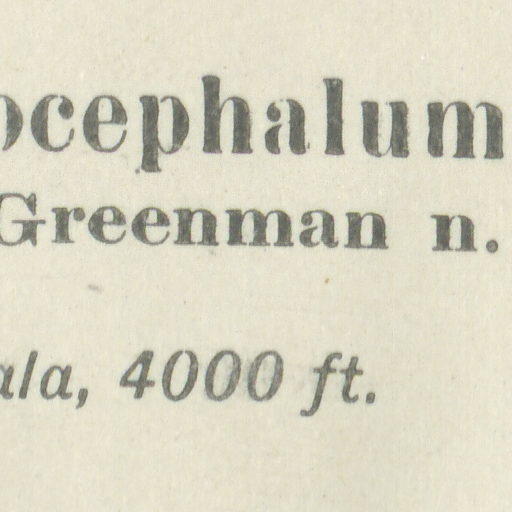 ocephalum
Greenman n.
ala, 4000 ft.